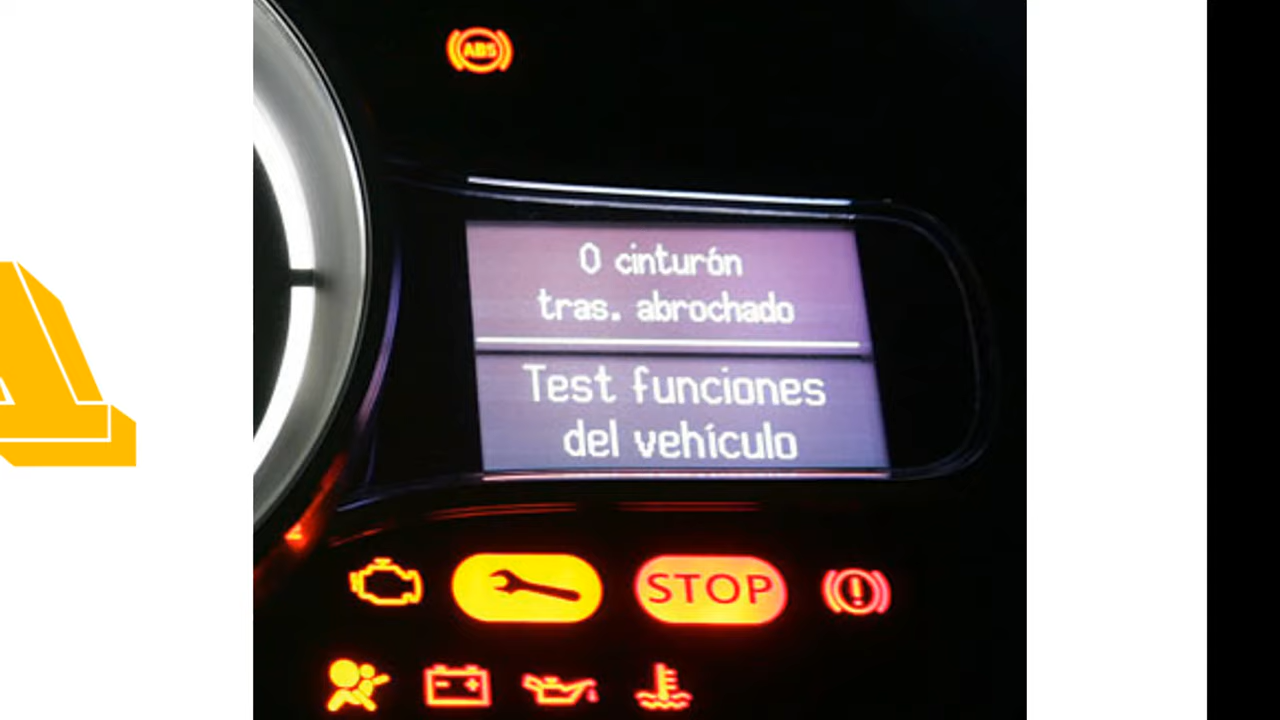 ABS
0 cinturón
tras. abrochado
Test funciones
del vehículo
STOP